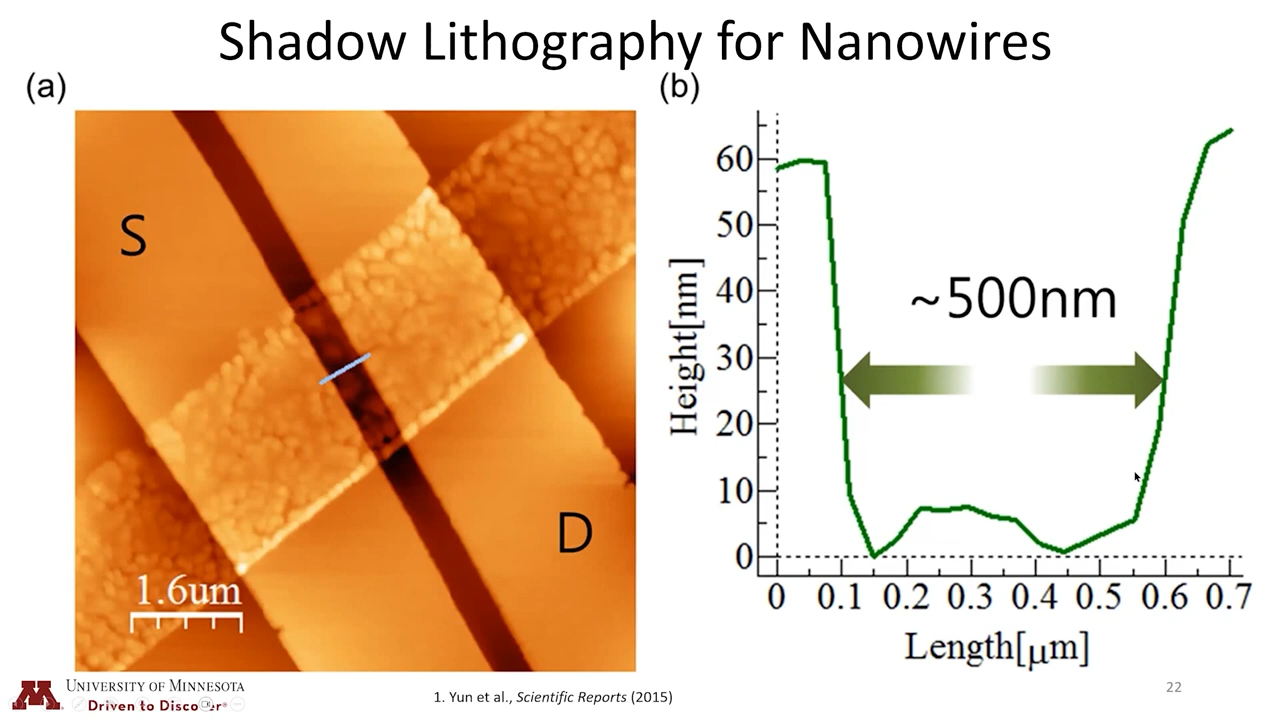 Shadow Lithography for Nanowires
(a)
S
D
1.6um
(b)
60
50
40
30
20
10
0
Height[nm]
~500nm
0 0.1 0.2 0.3 0.4 0.5 0.6 0.7
Length[μm]
M UNIVERSITY OF MINNESOTA
Driven to Discover
1. Yun et al., Scientific Reports (2015)
22